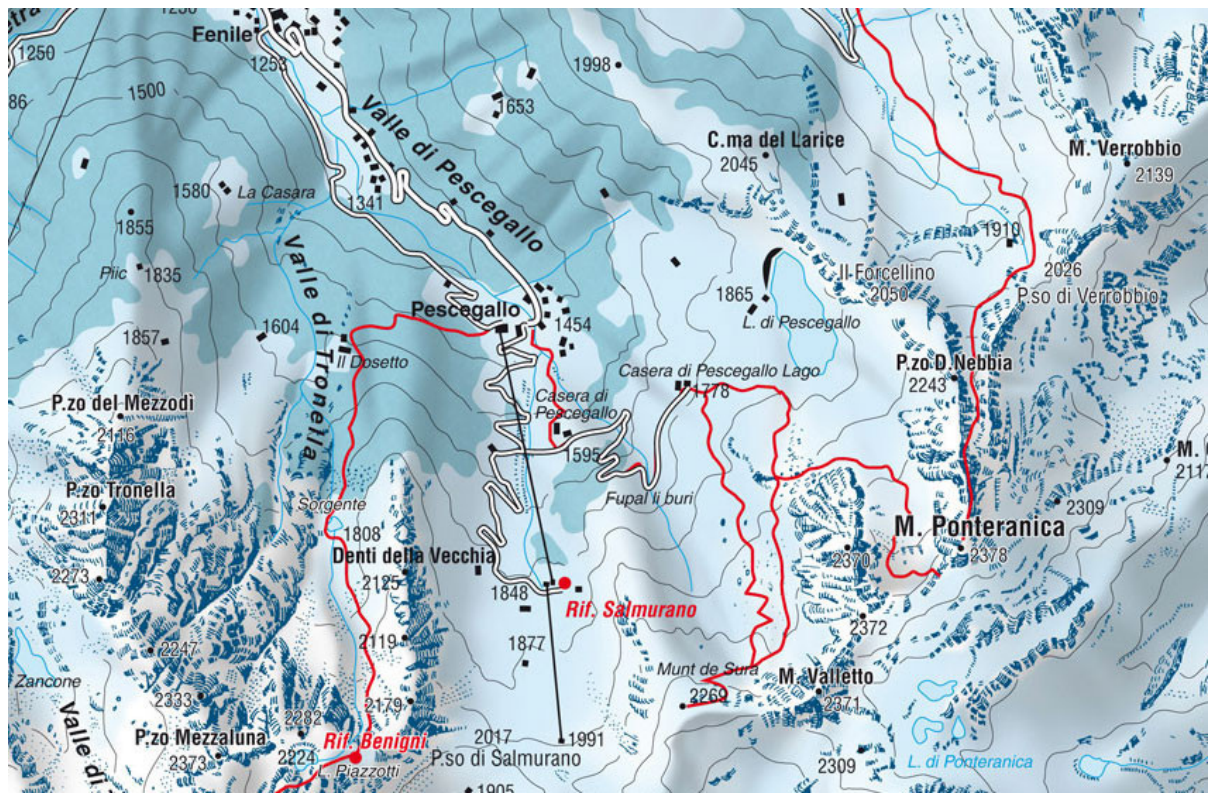 etra
1250
1250
Fenile
1253
86
1500
1998
1653
Valle di Pescegallo
C.ma del Larice
2045
M. Verrobbio
2139
1580
La Casara
1341
1855
1910
Piic
1835
Valle di Tronella
Il Forcellino
2050
2026
P.so di Verrobbio
1865
L. di Pescegallo
Pescegallo
1454
1857
1604
Il Dosetto
P.zo D.Nebbia
2243
Casera di Pescegallo Lago
1778
P.zo del Mezzodì
2116
Casera di
Pescegallo
1595
M.
2117
P.zo Tronella
2311
Sorgente
1808
Fupal li buri
2309
M. Ponteranica
2378
2370
Denti della Vecchia
2125
2273
1848
Rif. Salmurano
2372
2119
1877
2247
Munt de Sura
2269
M. Valletto
2371
Zancone
2333
2179
Valle di
2282
P.zo Mezzaluna
2373
2224
Rif. Benigni
L. Piazzotti
2017
1991
P.so di Salmurano
2309
L. di Ponteranica
1905